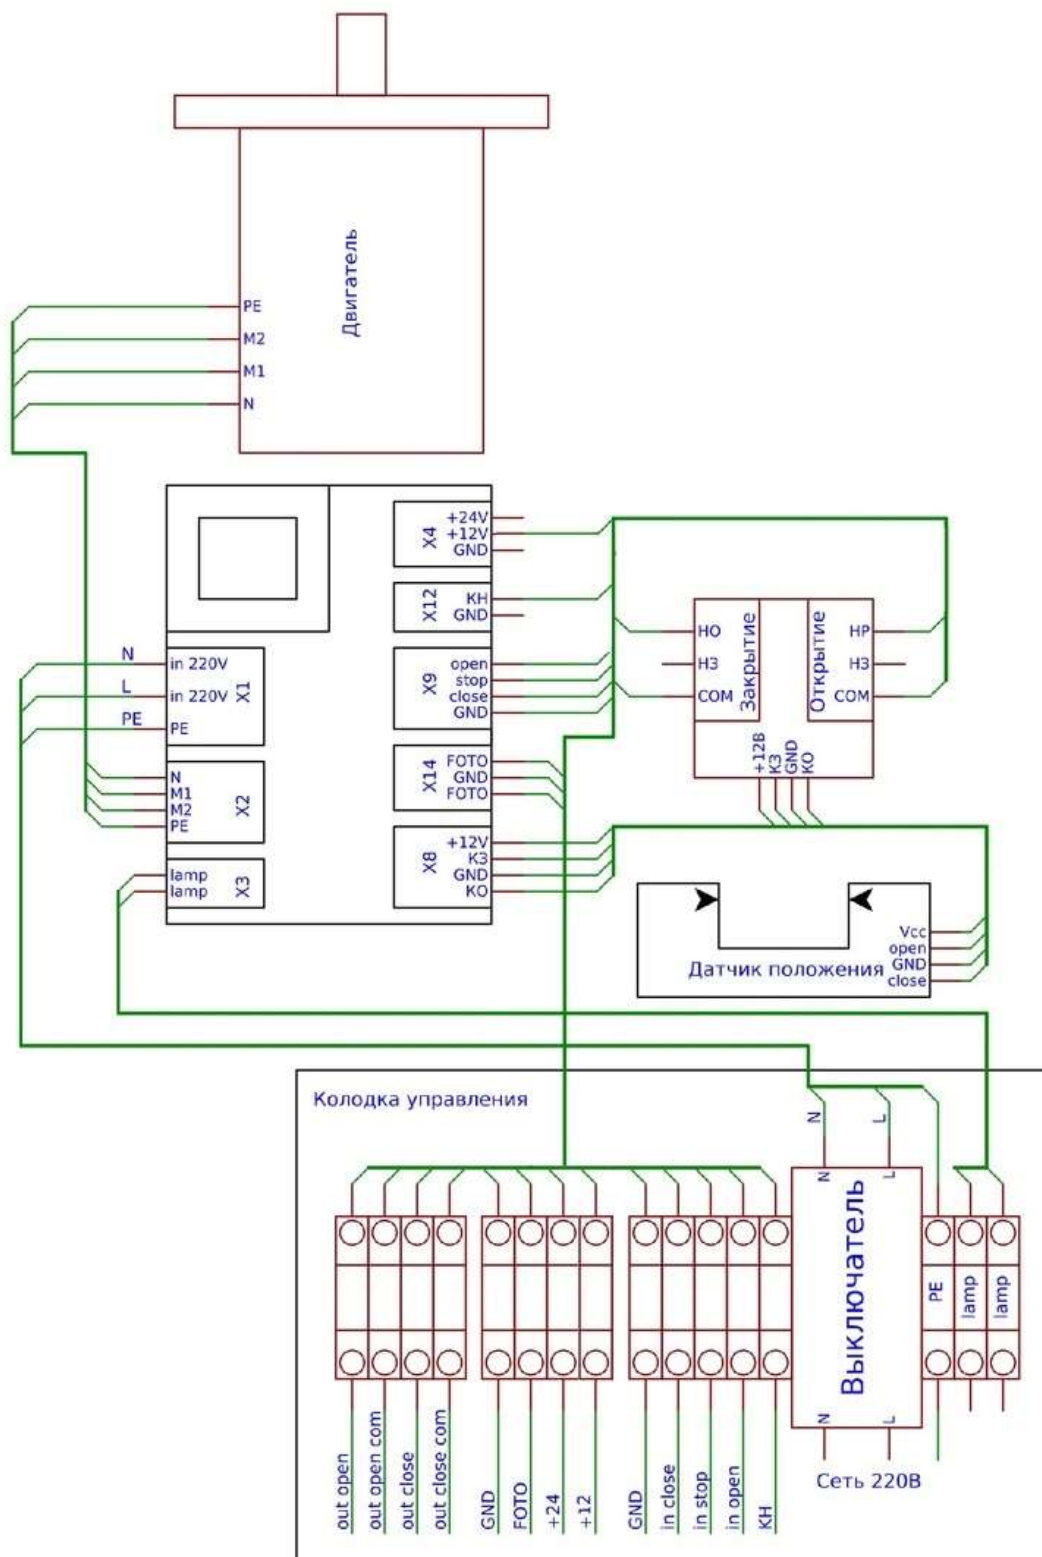 Двигатель
PE
M2
M1
N
X4
+24V
+12V
GND
X12
КН
GND
X9
open
stop
close
GND
X14
FOTO
GND
FOTO
X8
+12V
КЗ
GND
КО
N
in 220V
L
in 220V
PE
PE
X1
N
M1
M2
PE
X2
lamp
lamp
X3
НО
НЗ
COM
Закрытие
Открытие
НР
НЗ
COM
+12В
КЗ
GND
КО
Датчик положения
Vcc
open
GND
close
Колодка управления
N
L
N
L
Выключатель
N
L
PE
lamp
lamp
Сеть 220В
out open
out open com
out close
out close com
GND
FOTO
+24
+12
GND
in close
in stop
in open
КН